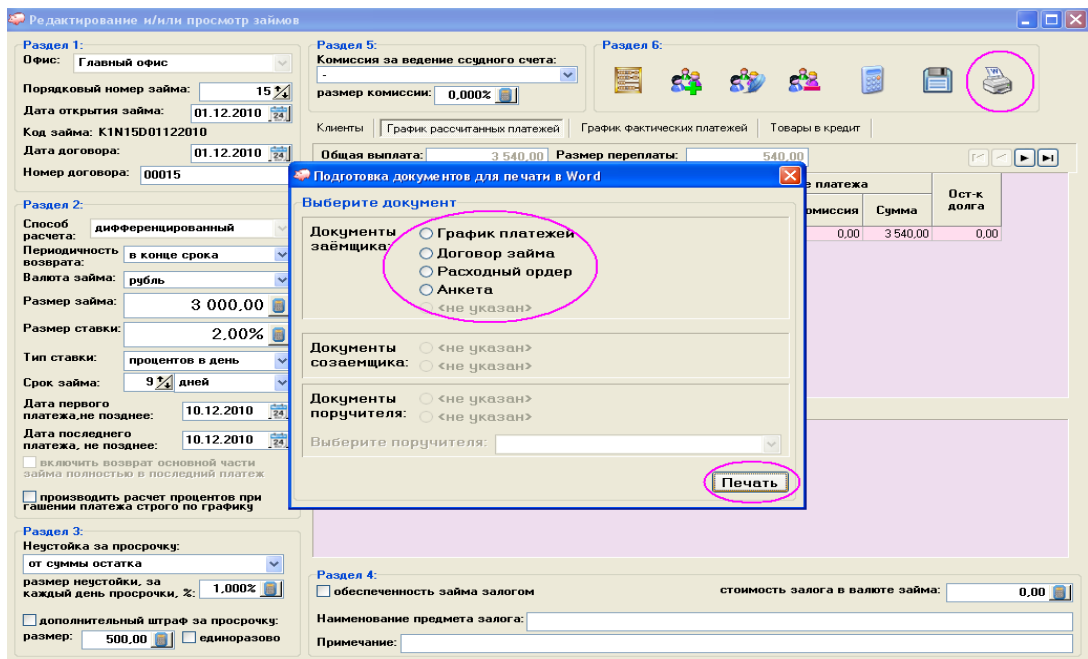 Редактирование и/или просмотр займов
Раздел 1:
Офис: Главный офис
Порядковый номер займа: 15
Дата открытия займа: 01.12.2010
Код займа: K1N15D01122010
Дата договора: 01.12.2010
Номер договора: 00015
Раздел 2:
Способ расчета: дифференцированный
Периодичность возврата: в конце срока
Валюта займа: рубль
Размер займа: 3 000,00
Размер ставки: 2,00%
Тип ставки: процентов в день
Срок займа: 9 дней
Дата первого
платежа,не позднее: 10.12.2010
Дата последнего
платежа, не позднее: 10.12.2010
включить возврат основной части
займа полностью в последний платеж
производить расчет процентов при
гашении платежа строго по графику
Раздел 3:
Неустойка за просрочку:
от суммы остатка
размер неустойки, за
каждый день просрочки, %: 1,000%
дополнительный штраф за просрочку:
размер: 500,00 единоразово
Раздел 5:
Комиссия за ведение ссудного счета:
-
размер комиссии: 0,000%
Раздел 6:
Клиенты График рассчитанных платежей График фактических платежей Товары в кредит
Общая выплата: 3 540,00 Размер переплаты: 540,00
е платежа Ост-к долга
омиссия Сумма
0,00 3 540,00 0,00
Подготовка документов для печати в Word
Выберите документ
Документы заёмщика:
График платежей
Договор займа
Расходный ордер
Анкета
<не указан>
Документы созаемщика:
<не указан>
<не указан>
Документы поручителя:
<не указан>
<не указан>
Выберите поручителя:
Печать
Раздел 4:
обеспеченность займа залогом стоимость залога в валюте займа: 0,00
Наименование предмета залога:
Примечание: